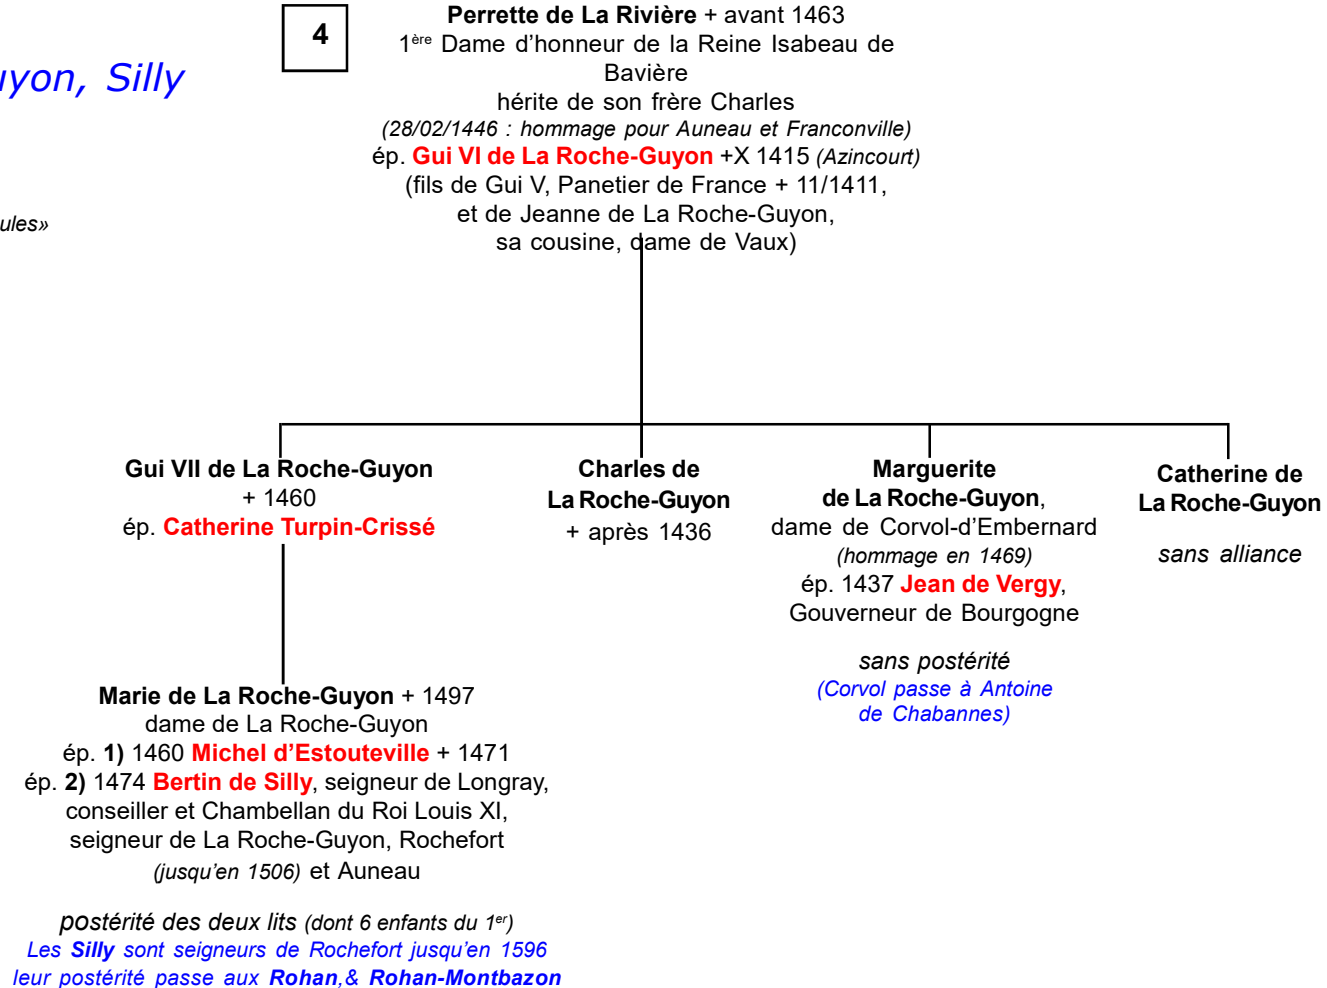 4
uyon, Silly
ules»
Perrette de La Rivière + avant 1463
1ère Dame d'honneur de la Reine Isabeau de
Bavière
hérite de son frère Charles
(28/02/1446 : hommage pour Auneau et Franconville)
ép. Gui VI de La Roche-Guyon +X 1415 (Azincourt)
(fils de Gui V, Panetier de France + 11/1411,
et de Jeanne de La Roche-Guyon,
sa cousine, dame de Vaux)
Gui VII de La Roche-Guyon
+ 1460
ép. Catherine Turpin-Crissé
Charles de
La Roche-Guyon
+ après 1436
Marguerite
de La Roche-Guyon,
dame de Corvol-d'Embernard
(hommage en 1469)
ép. 1437 Jean de Vergy,
Gouverneur de Bourgogne
sans postérité
(Corvol passe à Antoine
de Chabannes)
Catherine de
La Roche-Guyon
sans alliance
Marie de La Roche-Guyon + 1497
dame de La Roche-Guyon
ép. 1) 1460 Michel d'Estouteville + 1471
ép. 2) 1474 Bertin de Silly, seigneur de Longray,
conseiller et Chambellan du Roi Louis XI,
seigneur de La Roche-Guyon, Rochefort
(jusqu'en 1506) et Auneau
postérité des deux lits (dont 6 enfants du 1er)
Les Silly sont seigneurs de Rochefort jusqu'en 1596
leur postérité passe aux Rohan,& Rohan-Montbazon